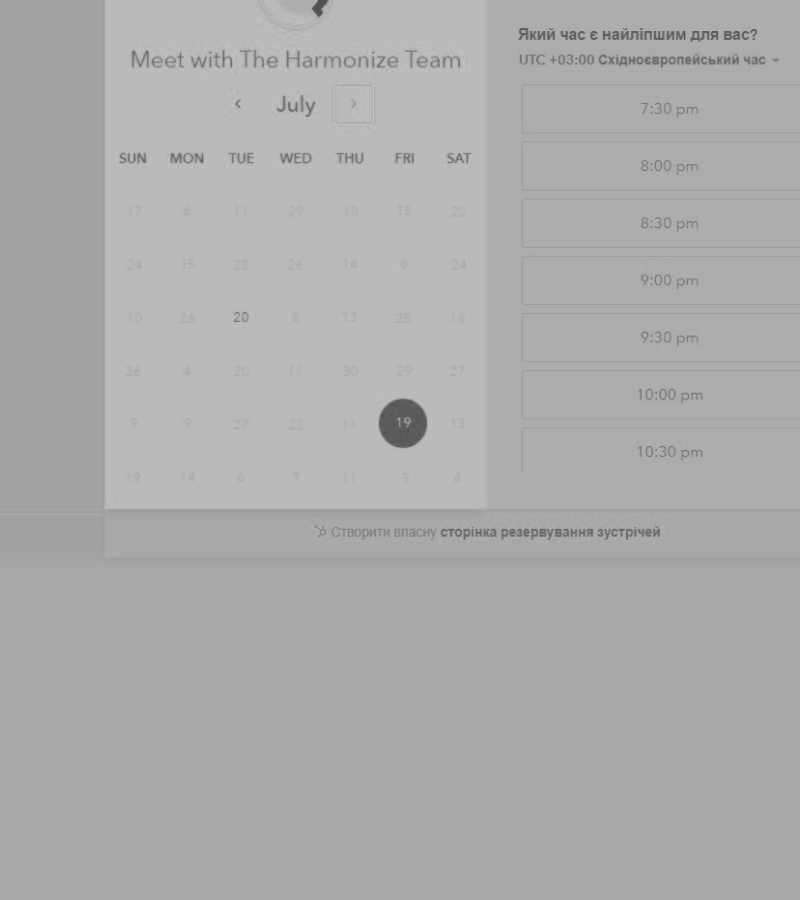 Meet with The Harmonize Team
July
SUN MON TUE WED THU FRI SAT
17 6 11 29 10 15 22
24 15 28 26 14 8 24
18 26 20 8 13 28 18
26 4 20 11 30 29 27
9 9 27 22 11 19 13
19 14 6 9 11 3 4
Який час є найліпшим для вас?
UTC +03:00 Східноєвропейський час
7:30 pm
8:00 pm
8:30 pm
9:00 pm
9:30 pm
10:00 pm
10:30 pm
Створити власну сторінка резервування зустрічей